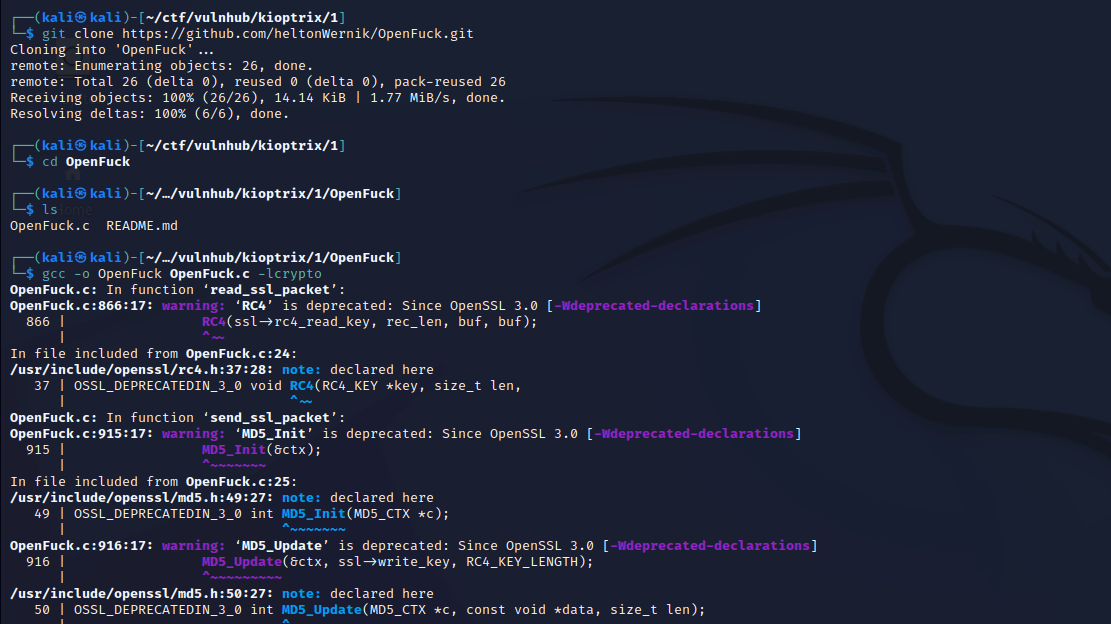 ┌──(kali㉿kali)-[~/ctf/vulnhub/kioptrix/1]
└─$ git clone https://github.com/heltonWernik/OpenFuck.git
Cloning into 'OpenFuck'...
remote: Enumerating objects: 26, done.
remote: Total 26 (delta 0), reused 0 (delta 0), pack-reused 26
Receiving objects: 100% (26/26), 14.14 KiB | 1.77 MiB/s, done.
Resolving deltas: 100% (6/6), done.
┌──(kali㉿kali)-[~/ctf/vulnhub/kioptrix/1]
└─$ cd OpenFuck
┌──(kali㉿kali)-[~/…/vulnhub/kioptrix/1/OpenFuck]
└─$ ls
OpenFuck.c  README.md
┌──(kali㉿kali)-[~/…/vulnhub/kioptrix/1/OpenFuck]
└─$ gcc -o OpenFuck OpenFuck.c -lcrypto
OpenFuck.c: In function ‘read_ssl_packet’:
OpenFuck.c:866:17: warning: ‘RC4’ is deprecated: Since OpenSSL 3.0 [-Wdeprecated-declarations]
  866 |                 RC4(ssl->rc4_read_key, rec_len, buf, buf);
      |                 ^~~
In file included from OpenFuck.c:24:
/usr/include/openssl/rc4.h:37:28: note: declared here
   37 | OSSL_DEPRECATEDIN_3_0 void RC4(RC4_KEY *key, size_t len,
      |                            ^~~
OpenFuck.c: In function ‘send_ssl_packet’:
OpenFuck.c:915:17: warning: ‘MD5_Init’ is deprecated: Since OpenSSL 3.0 [-Wdeprecated-declarations]
  915 |                 MD5_Init(&ctx);
      |                 ^~~~~~~~
In file included from OpenFuck.c:25:
/usr/include/openssl/md5.h:49:27: note: declared here
   49 | OSSL_DEPRECATEDIN_3_0 int MD5_Init(MD5_CTX *c);
      |                           ^~~~~~~~
OpenFuck.c:916:17: warning: ‘MD5_Update’ is deprecated: Since OpenSSL 3.0 [-Wdeprecated-declarations]
  916 |                 MD5_Update(&ctx, ssl->write_key, RC4_KEY_LENGTH);
      |                 ^~~~~~~~~~
/usr/include/openssl/md5.h:50:27: note: declared here
   50 | OSSL_DEPRECATEDIN_3_0 int MD5_Update(MD5_CTX *c, const void *data, size_t len);